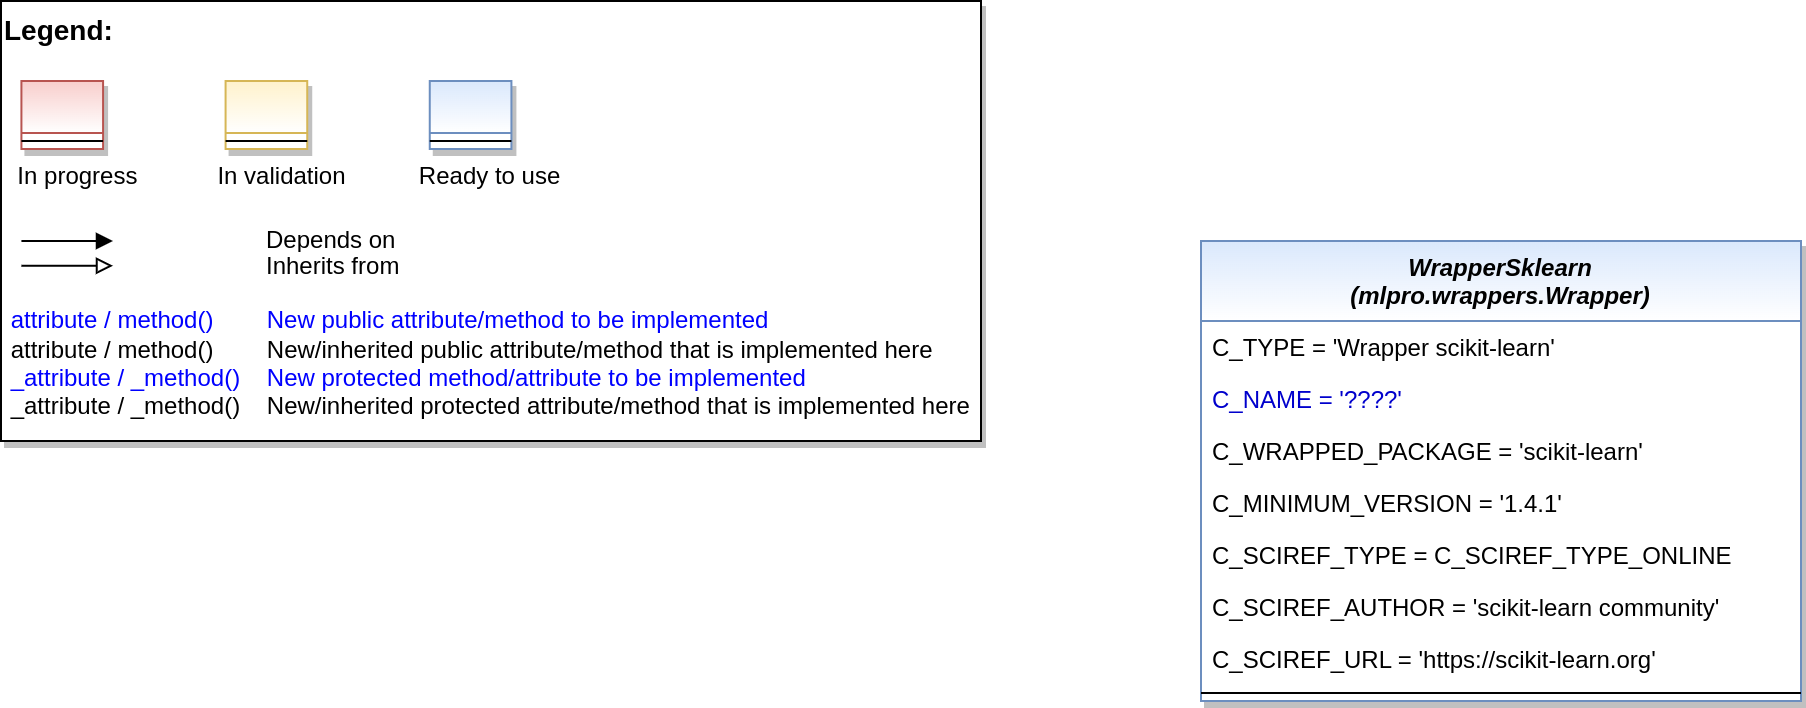 Legend:
In progress
In validation
Ready to use
Depends on
Inherits from
attribute / method() New public attribute/method to be implemented
attribute / method() New/inherited public attribute/method that is implemented here
_attribute / _method() New protected method/attribute to be implemented
_attribute / _method() New/inherited protected attribute/method that is implemented here
WrapperSklearn
(mlpro.wrappers.Wrapper)
C_TYPE = 'Wrapper scikit-learn'
C_NAME = '????'
C_WRAPPED_PACKAGE = 'scikit-learn'
C_MINIMUM_VERSION = '1.4.1'
C_SCIREF_TYPE = C_SCIREF_TYPE_ONLINE
C_SCIREF_AUTHOR = 'scikit-learn community'
C_SCIREF_URL = 'https://scikit-learn.org'